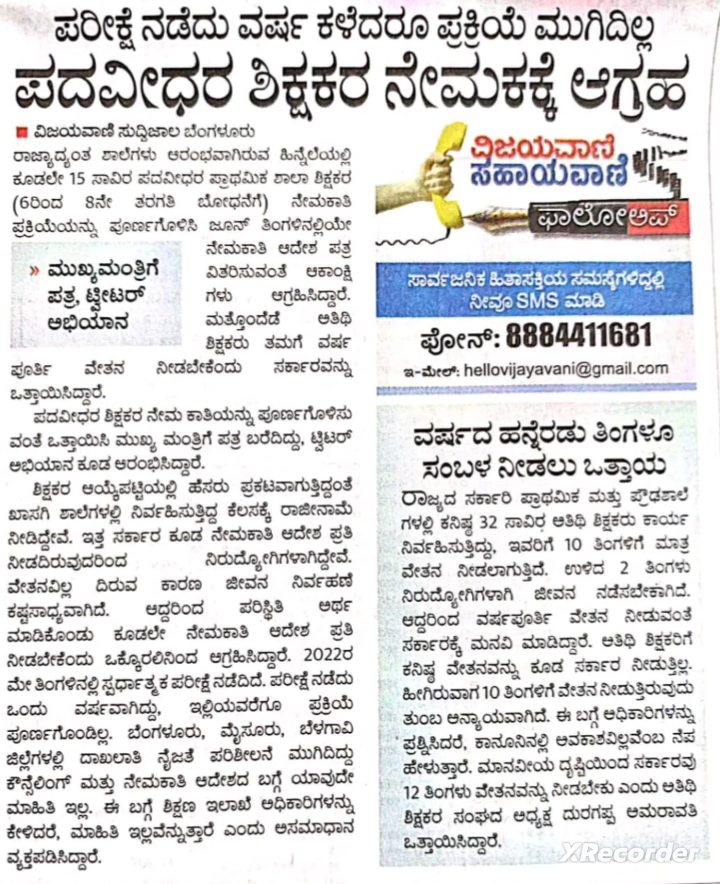 ಪರೀಕ್ಷೆ ನಡೆದು ವರ್ಷ ಕಳೆದರೂ ಪ್ರಕ್ರಿಯೆ ಮುಗಿದಿಲ್ಲ
ಪದವೀಧರ ಶಿಕ್ಷಕರ ನೇಮಕಕ್ಕೆ ಆಗ್ರಹ
ವಿಜಯವಾಣಿ ಸುದ್ದಿಜಾಲ ಬೆಂಗಳೂರು
ರಾಜ್ಯಾದ್ಯಂತ ಶಾಲೆಗಳು ಆರಂಭವಾಗಿರುವ ಹಿನ್ನೆಲೆಯಲ್ಲಿ
ಕೂಡಲೇ 15 ಸಾವಿರ ಪದವೀಧರ ಪ್ರಾಥಮಿಕ ಶಾಲಾ ಶಿಕ್ಷಕರ
(6ರಿಂದ 8ನೇ ತರಗತಿ ಬೋಧನೆಗೆ) ನೇಮಕಾತಿ
ಪ್ರಕ್ರಿಯೆಯನ್ನು ಪೂರ್ಣಗೊಳಿಸಿ ಜೂನ್ ತಿಂಗಳಿನಲ್ಲಿಯೇ
ನೇಮಕಾತಿ ಆದೇಶ ಪತ್ರ
ವಿತರಿಸುವಂತೆ ಆಕಾಂಕ್ಷಿ
ಗಳು ಆಗ್ರಹಿಸಿದ್ದಾರೆ.
ಮತ್ತೊಂದೆಡೆ ಅತಿಥಿ
ಶಿಕ್ಷಕರು ತಮಗೆ ವರ್ಷ
ಪೂರ್ತಿ ವೇತನ ನೀಡಬೇಕೆಂದು ಸರ್ಕಾರವನ್ನು
ಒತ್ತಾಯಿಸಿದ್ದಾರೆ.
» ಮುಖ್ಯಮಂತ್ರಿಗೆ
ಪತ್ರ, ಟ್ವೀಟರ್
ಅಭಿಯಾನ
ಪದವೀಧರ ಶಿಕ್ಷಕರ ನೇಮ ಕಾತಿಯನ್ನು ಪೂರ್ಣಗೊಳಿಸು
ವಂತೆ ಒತ್ತಾಯಿಸಿ ಮುಖ್ಯ ಮಂತ್ರಿಗೆ ಪತ್ರ ಬರೆದಿದ್ದು, ಟ್ವಿಟರ್
ಅಭಿಯಾನ ಕೂಡ ಆರಂಭಿಸಿದ್ದಾರೆ.
ಶಿಕ್ಷಕರ ಆಯ್ಕೆಪಟ್ಟಿಯಲ್ಲಿ ಹೆಸರು ಪ್ರಕಟವಾಗುತ್ತಿದ್ದಂತೆ
ಖಾಸಗಿ ಶಾಲೆಗಳಲ್ಲಿ ನಿರ್ವಹಿಸುತ್ತಿದ್ದ ಕೆಲಸಕ್ಕೆ ರಾಜೀನಾಮೆ
ನೀಡಿದ್ದೇವೆ. ಇತ್ತ ಸರ್ಕಾರ ಕೂಡ ನೇಮಕಾತಿ ಆದೇಶ ಪ್ರತಿ
ನೀಡದಿರುವುದರಿಂದ ನಿರುದ್ಯೋಗಿಗಳಾಗಿದ್ದೇವೆ.
ವೇತನವಿಲ್ಲ ದಿರುವ ಕಾರಣ ಜೀವನ ನಿರ್ವಹಣೆ
ಕಷ್ಟಸಾಧ್ಯವಾಗಿದೆ. ಆದ್ದರಿಂದ ಪರಿಸ್ಥಿತಿ ಅರ್ಥ
ಮಾಡಿಕೊಂಡು ಕೂಡಲೇ ನೇಮಕಾತಿ ಆದೇಶ ಪ್ರತಿ
ನೀಡಬೇಕೆಂದು ಒಕ್ಕೊರಲಿನಿಂದ ಆಗ್ರಹಿಸಿದ್ದಾರೆ. 2022ರ
ಮೇ ತಿಂಗಳಿನಲ್ಲಿ ಸ್ಪರ್ಧಾತ್ಮ ಕ ಪರೀಕ್ಷೆ ನಡೆದಿದೆ. ಪರೀಕ್ಷೆ ನಡೆದು
ಒಂದು ವರ್ಷವಾಗಿದ್ದು, ಇಲ್ಲಿಯವರೆಗೂ ಪ್ರಕ್ರಿಯೆ
ಪೂರ್ಣಗೊಂಡಿಲ್ಲ. ಬೆಂಗಳೂರು, ಮೈಸೂರು, ಬೆಳಗಾವಿ
ಜಿಲ್ಲೆಗಳಲ್ಲಿ ದಾಖಲಾತಿ ನೈಜತೆ ಪರಿಶೀಲನೆ ಮುಗಿದಿದ್ದು
ಕೌನ್ಸೆಲಿಂಗ್ ಮತ್ತು ನೇಮಕಾತಿ ಆದೇಶದ ಬಗ್ಗೆ ಯಾವುದೇ
ಮಾಹಿತಿ ಇಲ್ಲ. ಈ ಬಗ್ಗೆ ಶಿಕ್ಷಣ ಇಲಾಖೆ ಅಧಿಕಾರಿಗಳನ್ನು
ಕೇಳಿದರೆ, ಮಾಹಿತಿ ಇಲ್ಲವೆನ್ನುತ್ತಾರೆ ಎಂದು ಅಸಮಾಧಾನ
ವ್ಯಕ್ತಪಡಿಸಿದ್ದಾರೆ.
ವಿಜಯವಾಣಿ
ಸಹಾಯವಾಣಿ
ಫಾಲೋಅಪ್
ಸಾರ್ವಜನಿಕ ಹಿತಾಸಕ್ತಿಯ ಸಮಸ್ಯೆಗಳಿದ್ದಲ್ಲಿ
ನೀವೂ SMS ಮಾಡಿ
ಫೋನ್: 8884411681
ಇ-ಮೇಲ್: hellovijayavani@gmail.com
ವರ್ಷದ ಹನ್ನೆರಡು ತಿಂಗಳೂ
ಸಂಬಳ ನೀಡಲು ಒತ್ತಾಯ
ರಾಜ್ಯದ ಸರ್ಕಾರಿ ಪ್ರಾಥಮಿಕ ಮತ್ತು ಪ್ರೌಢಶಾಲೆ
ಗಳಲ್ಲಿ ಕನಿಷ್ಠ 32 ಸಾವಿರ ಅತಿಥಿ ಶಿಕ್ಷಕರು ಕಾರ್ಯ
ನಿರ್ವಹಿಸುತ್ತಿದ್ದು, ಇವರಿಗೆ 10 ತಿಂಗಳಿಗೆ ಮಾತ್ರ
ವೇತನ ನೀಡಲಾಗುತ್ತಿದೆ. ಉಳಿದ 2 ತಿಂಗಳು
ನಿರುದ್ಯೋಗಿಗಳಾಗಿ ಜೀವನ ನಡೆಸಬೇಕಾಗಿದೆ.
ಆದ್ದರಿಂದ ವರ್ಷಪೂರ್ತಿ ವೇತನ ನೀಡುವಂತೆ
ಸರ್ಕಾರಕ್ಕೆ ಮನವಿ ಮಾಡಿದ್ದಾರೆ. ಅತಿಥಿ ಶಿಕ್ಷಕರಿಗೆ
ಕನಿಷ್ಠ ವೇತನವನ್ನು ಕೂಡ ಸರ್ಕಾರ ನೀಡುತ್ತಿಲ್ಲ.
ಹೀಗಿರುವಾಗ 10 ತಿಂಗಳಿಗೆ ವೇತನ ನೀಡುತ್ತಿರುವುದು
ತುಂಬ ಅನ್ಯಾಯವಾಗಿದೆ. ಈ ಬಗ್ಗೆ ಅಧಿಕಾರಿಗಳನ್ನು
ಪ್ರಶ್ನಿಸಿದರೆ, ಕಾನೂನಿನಲ್ಲಿ ಅವಕಾಶವಿಲ್ಲವೆಂಬ ನೆಪ
ಹೇಳುತ್ತಾರೆ. ಮಾನವೀಯ ದೃಷ್ಟಿಯಿಂದ ಸರ್ಕಾರವು
12 ತಿಂಗಳು ವೇತನವನ್ನು ನೀಡಬೇಕು ಎಂದು ಅತಿಥಿ
ಶಿಕ್ಷಕರ ಸಂಘದ ಅಧ್ಯಕ್ಷ ದುರಗಪ್ಪ ಅಮರಾವತಿ
ಒತ್ತಾಯಿಸಿದ್ದಾರೆ.
XRecorder